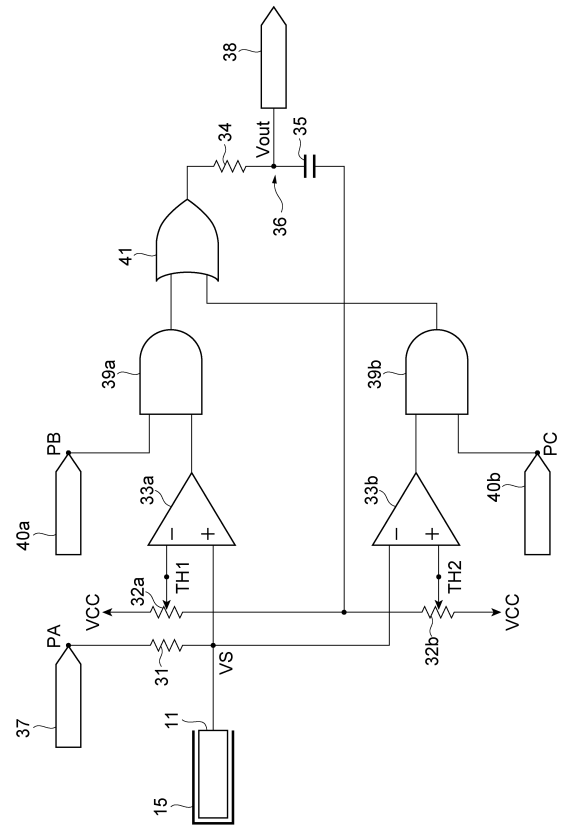 38
34
Vout
35
36
41
39a
39b
PB
40a
33a
33b
40b
PC
−
+
−
+
TH1
TH2
VCC
32a
32b
VCC
PA
37
31
VS
11
15